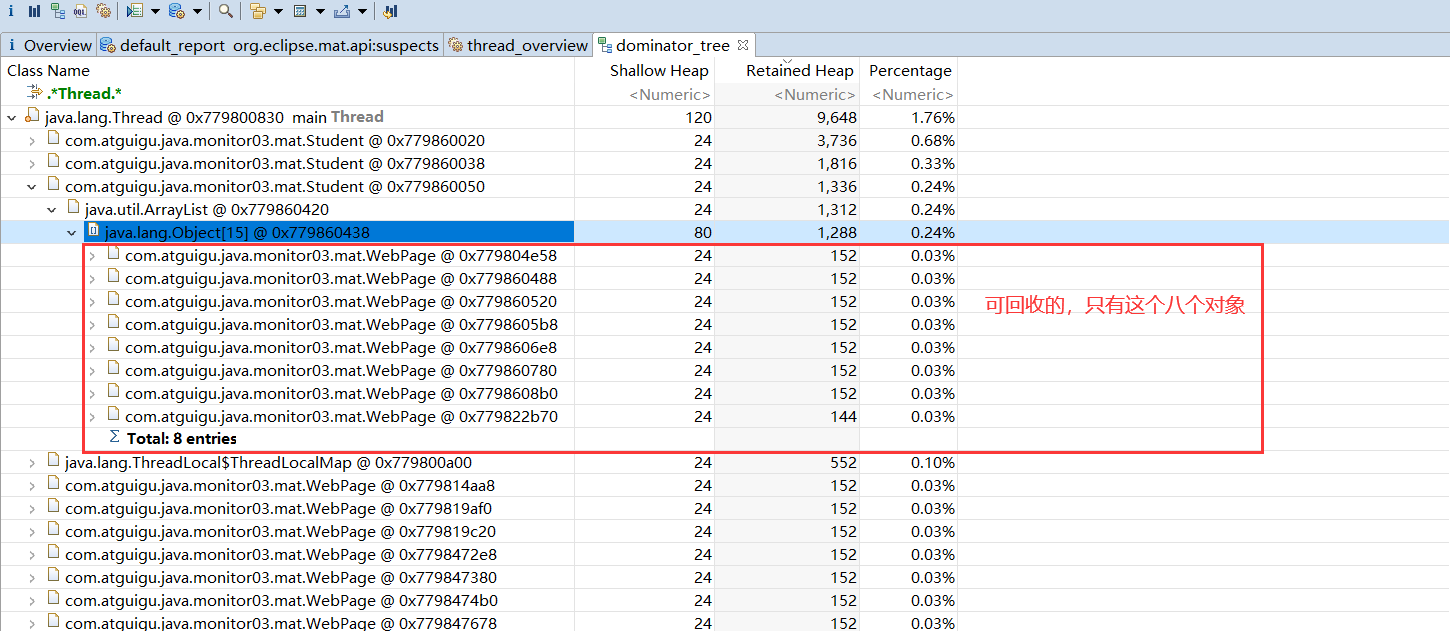 i OQL
i Overview default_report org.eclipse.mat.api:suspects thread_overview dominator_tree
Class Name Shallow Heap Retained Heap Percentage
.*Thread.* <Numeric> <Numeric> <Numeric>
java.lang.Thread @ 0x779800830 main Thread 120 9,648 1.76%
com.atguigu.java.monitor03.mat.Student @ 0x779860020 24 3,736 0.68%
com.atguigu.java.monitor03.mat.Student @ 0x779860038 24 1,816 0.33%
com.atguigu.java.monitor03.mat.Student @ 0x779860050 24 1,336 0.24%
java.util.ArrayList @ 0x779860420 24 1,312 0.24%
java.lang.Object[15] @ 0x779860438 80 1,288 0.24%
com.atguigu.java.monitor03.mat.WebPage @ 0x779804e58 24 152 0.03%
com.atguigu.java.monitor03.mat.WebPage @ 0x779860488 24 152 0.03%
com.atguigu.java.monitor03.mat.WebPage @ 0x779860520 24 152 0.03%
可回收的，只有这个八个对象
com.atguigu.java.monitor03.mat.WebPage @ 0x7798605b8 24 152 0.03%
com.atguigu.java.monitor03.mat.WebPage @ 0x7798606e8 24 152 0.03%
com.atguigu.java.monitor03.mat.WebPage @ 0x779860780 24 152 0.03%
com.atguigu.java.monitor03.mat.WebPage @ 0x7798608b0 24 152 0.03%
com.atguigu.java.monitor03.mat.WebPage @ 0x779822b70 24 144 0.03%
Σ Total: 8 entries
java.lang.ThreadLocal$ThreadLocalMap @ 0x779800a00 24 552 0.10%
com.atguigu.java.monitor03.mat.WebPage @ 0x779814aa8 24 152 0.03%
com.atguigu.java.monitor03.mat.WebPage @ 0x779819af0 24 152 0.03%
com.atguigu.java.monitor03.mat.WebPage @ 0x779819c20 24 152 0.03%
com.atguigu.java.monitor03.mat.WebPage @ 0x7798472e8 24 152 0.03%
com.atguigu.java.monitor03.mat.WebPage @ 0x779847380 24 152 0.03%
com.atguigu.java.monitor03.mat.WebPage @ 0x7798474b0 24 152 0.03%
com.atguigu.java.monitor03.mat.WebPage @ 0x779847678 24 152 0.03%